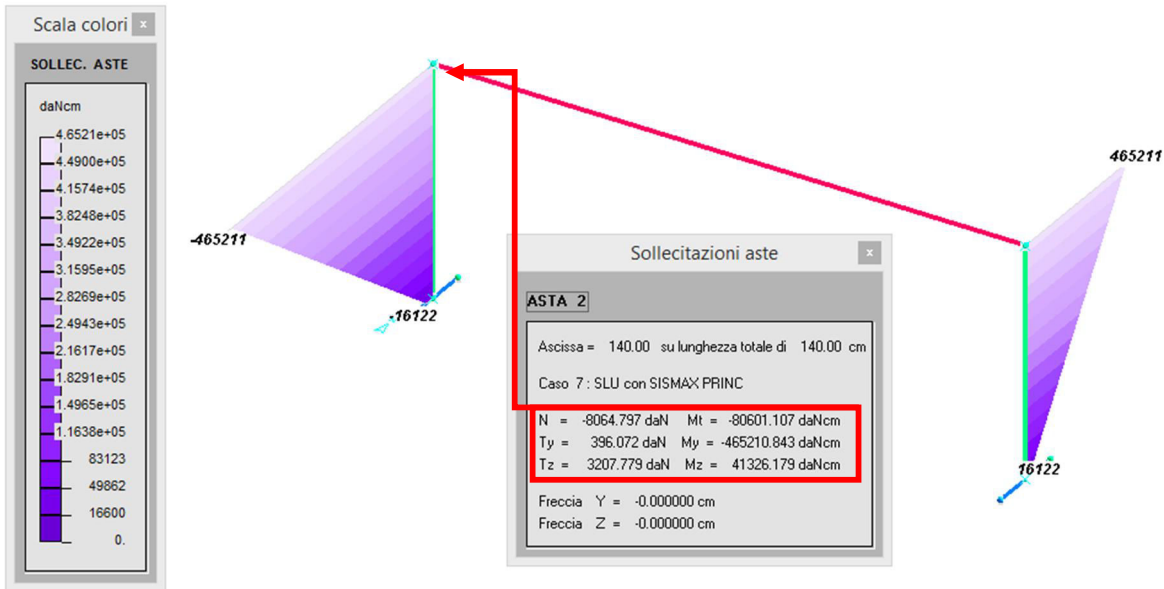 Scala colori x
SOLLEC. ASTE
daNcm
4.6521e+05
4.4900e+05
4.1574e+05
3.8248e+05
3.4922e+05
3.1595e+05
2.8269e+05
2.4943e+05
2.1617e+05
1.8291e+05
1.4965e+05
1.1638e+05
83123
49862
16600
0.
-465211
-16122
465211
16122
Sollecitazioni aste x
ASTA 2
Ascissa = 140.00 su lunghezza totale di 140.00 cm
Caso 7 : SLU con SISMAX PRINC
N = -8064.797 daN Mt = -80601.107 daNcm
Ty = 396.072 daN My = -465210.843 daNcm
Tz = 3207.779 daN Mz = 41326.179 daNcm
Freccia Y = -0.000000 cm
Freccia Z = -0.000000 cm